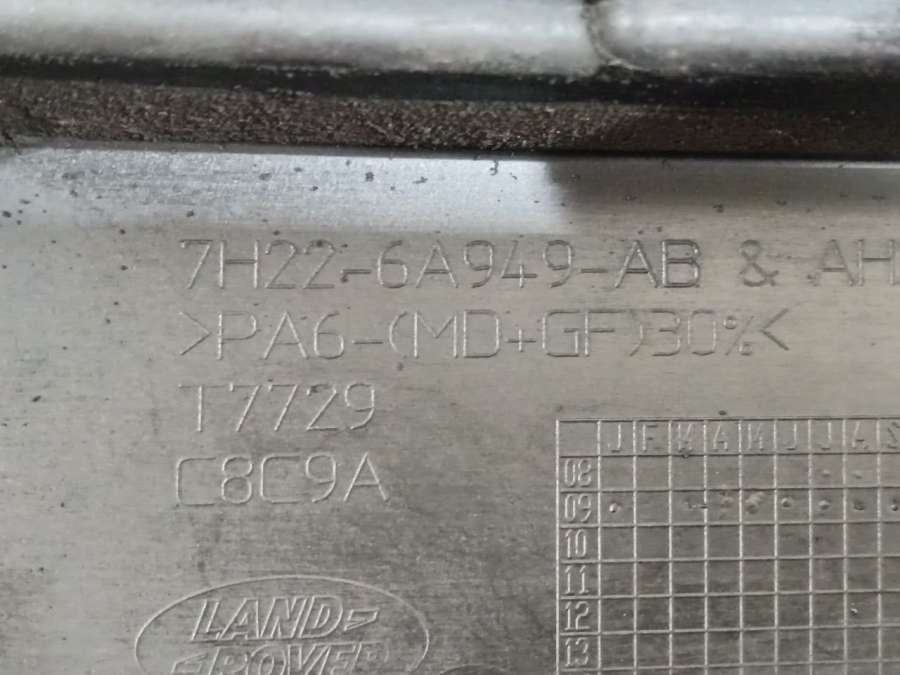 7H22-6A949-AB & AH
>PA6-(MD+GF)30%<
T7729
C8C9A
J F M A M J J A S
08
09
10
11
12
13
LAND-
-ROVER